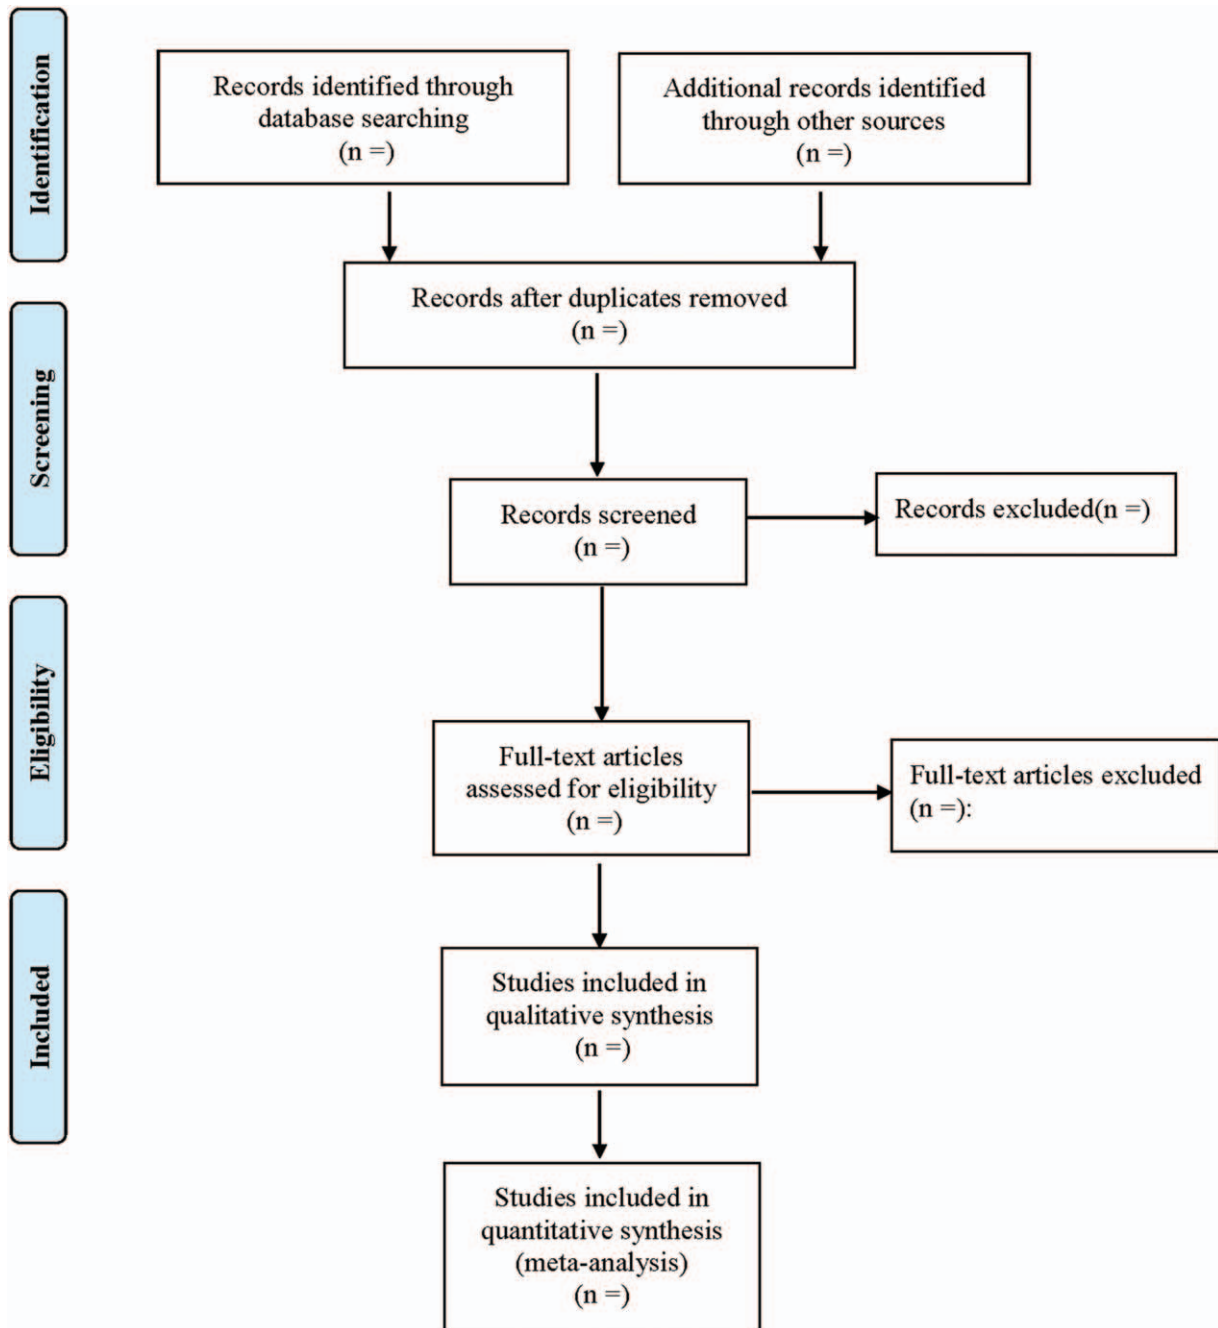 Identification
Records identified through
database searching
(n =)
Additional records identified
through other sources
(n =)
Records after duplicates removed
(n =)
Screening
Records screened
(n =)
Records excluded(n =)
Eligibility
Full-text articles
assessed for eligibility
(n =)
Full-text articles excluded
(n =):
Included
Studies included in
qualitative synthesis
(n =)
Studies included in
quantitative synthesis
(meta-analysis)
(n =)